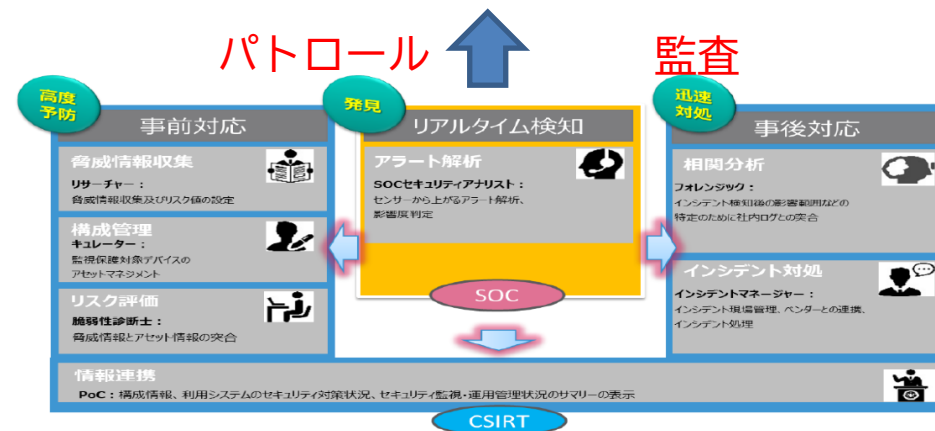 パトロール
監査
高度
予防
事前対応
脅威情報収集
リサーチャー：
脅威情報収集及びリスク値の設定
構成管理
キュレーター：
監視保護対象デバイスの
アセットマネジメント
リスク評価
脆弱性診断士：
脅威情報とアセット情報の突合
発見
リアルタイム検知
アラート解析
SOCセキュリティアナリスト：
センサーから上がるアラート解析、
影響度判定
SOC
迅速
対処
事後対応
相関分析
フォレンジック：
インシデント検知後の影響範囲などの
特定のために社内ログとの突合
インシデント対処
インシデントマネージャー：
インシデント現場管理、ベンダーとの連携、
インシデント処理
情報連携
PoC：構成情報、利用システムのセキュリティ対策状況、セキュリティ監視・運用管理状況のサマリーの表示
CSIRT